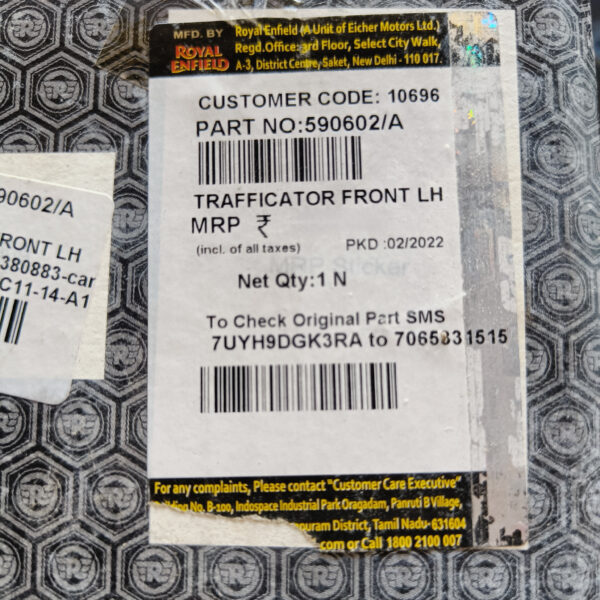 MFD. BY
ROYAL
ENFIELD
Royal Enfield (A Unit of Eicher Motors Ltd.)
Regd.Office: 3rd Floor, Select City Walk,
A-3, District Centre, Saket, New Delhi - 110 017.
CUSTOMER CODE: 10696
PART NO:590602/A
TRAFFICATOR FRONT LH
MRP ₹
(incl. of all taxes)
PKD :02/2022
MRP Sticker
Net Qty:1 N
To Check Original Part SMS
7UYH9DGK3RA to 7065831515
For any complaints, Please contact "Customer Care Executive"
No. B-100, Indospace Industrial Park Oragadam, Panruti B Village,
District, Tamil Nadu-631604
.com or Call 1800 2100 007
90602/A
RONT LH
380883-car
C11-14-A1